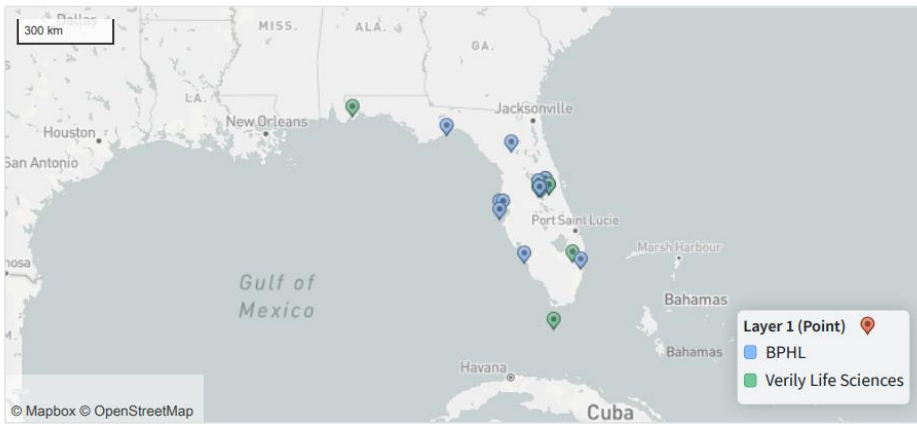 Dallas
300 km
MISS.
ALA.
GA.
LA.
Jacksonville
New Orleans
Houston
San Antonio
Port Saint Lucie
Marsh Harbour
Gulf of
Mexico
Bahamas
Layer 1 (Point)
BPHL
Bahamas
Verily Life Sciences
Havana
Cuba
© Mapbox © OpenStreetMap